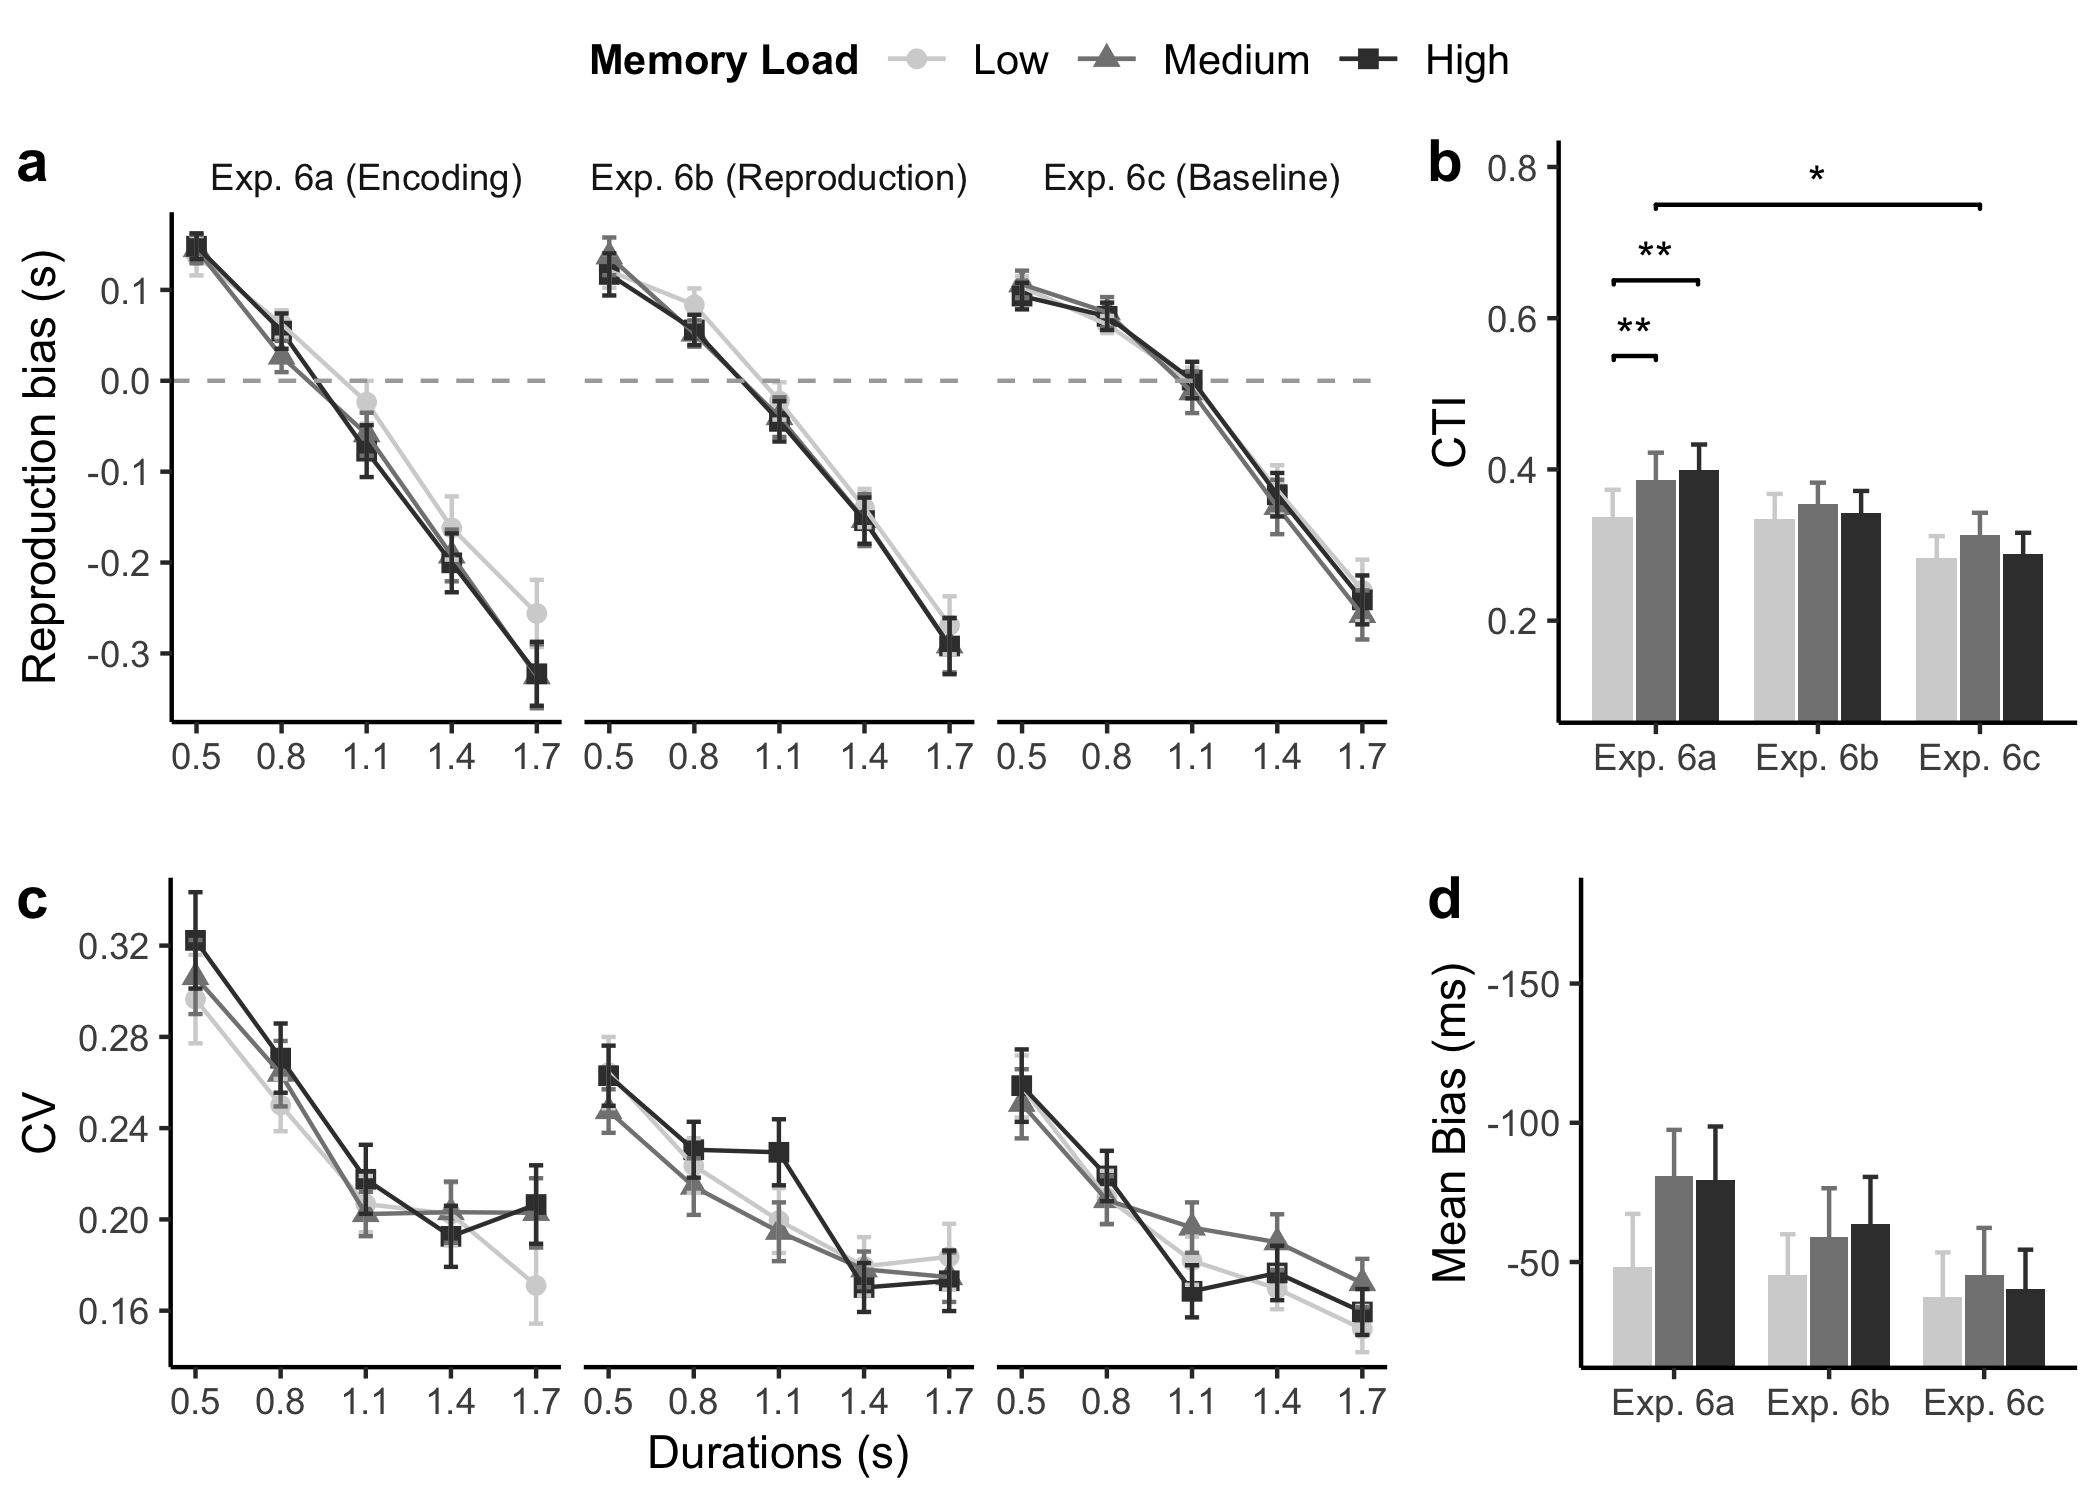 Memory Load Low Medium High
a
Exp. 6a (Encoding) Exp. 6b (Reproduction) Exp. 6c (Baseline)
Reproduction bias (s)
0.1
0.0
-0.1
-0.2
-0.3
0.5 0.8 1.1 1.4 1.7 0.5 0.8 1.1 1.4 1.7 0.5 0.8 1.1 1.4 1.7
b
CTI
0.8
0.6
0.4
0.2
*
**
**
Exp. 6a Exp. 6b Exp. 6c
c
CV
0.32
0.28
0.24
0.20
0.16
0.5 0.8 1.1 1.4 1.7 0.5 0.8 1.1 1.4 1.7 0.5 0.8 1.1 1.4 1.7
Durations (s)
d
Mean Bias (ms)
-150
-100
-50
Exp. 6a Exp. 6b Exp. 6c